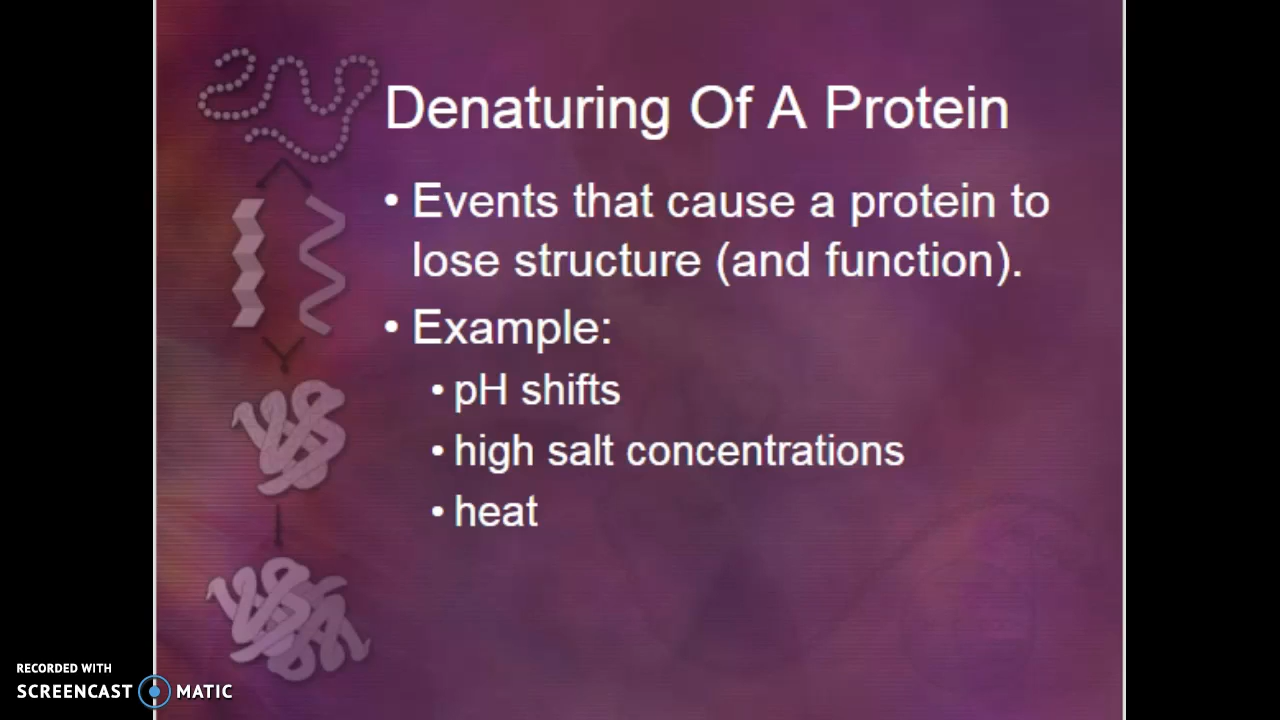 Denaturing Of A Protein
• Events that cause a protein to
lose structure (and function).
• Example:
• pH shifts
• high salt concentrations
• heat
RECORDED WITH
SCREENCAST MATIC